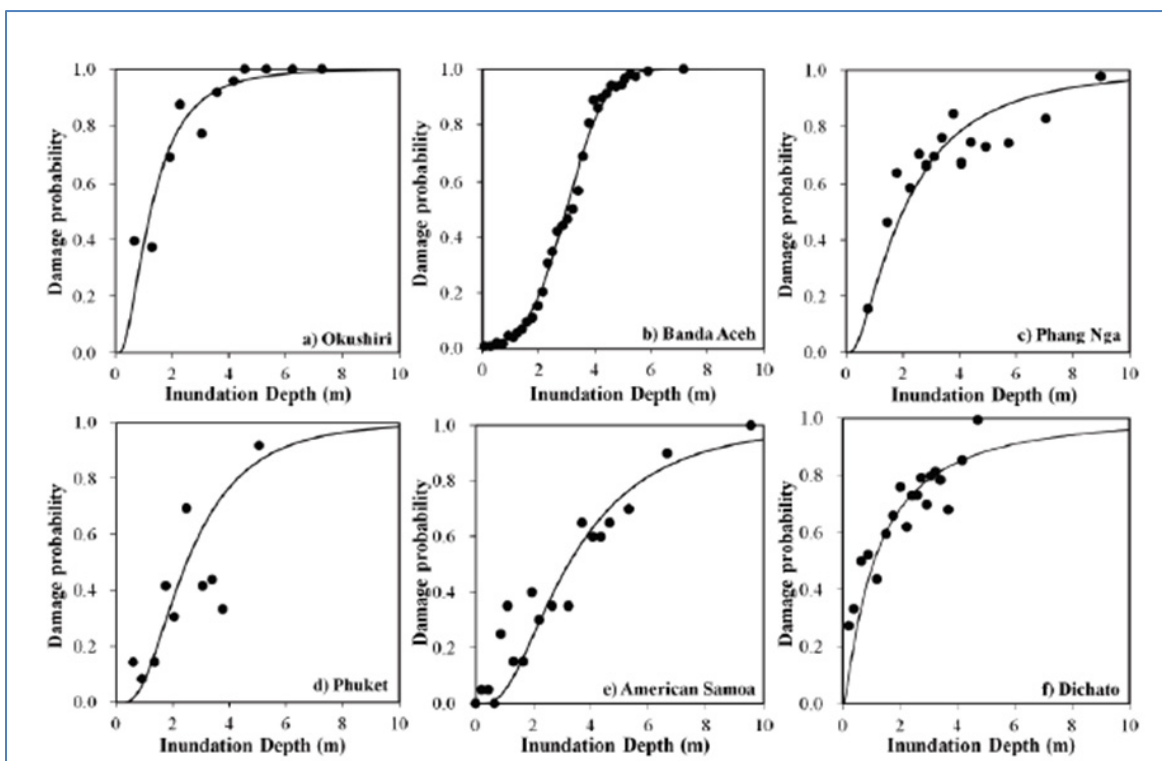 Damage probability
1.0
0.8
0.6
0.4
0.2
0.0
a) Okushiri
0 2 4 6 8 10
Inundation Depth (m)
Damage probability
1.0
0.8
0.6
0.4
0.2
0.0
b) Banda Aceh
0 2 4 6 8 10
Inundation Depth (m)
Damage probability
1.0
0.8
0.6
0.4
0.2
0.0
c) Phang Nga
0 2 4 6 8 10
Inundation Depth (m)
Damage probability
1.0
0.8
0.6
0.4
0.2
0.0
d) Phuket
0 2 4 6 8 10
Inundation Depth (m)
Damage probability
1.0
0.8
0.6
0.4
0.2
0.0
e) American Samoa
0 2 4 6 8 10
Inundation Depth (m)
Damage probability
1.0
0.8
0.6
0.4
0.2
0.0
f) Dichato
0 2 4 6 8 10
Inundation Depth (m)